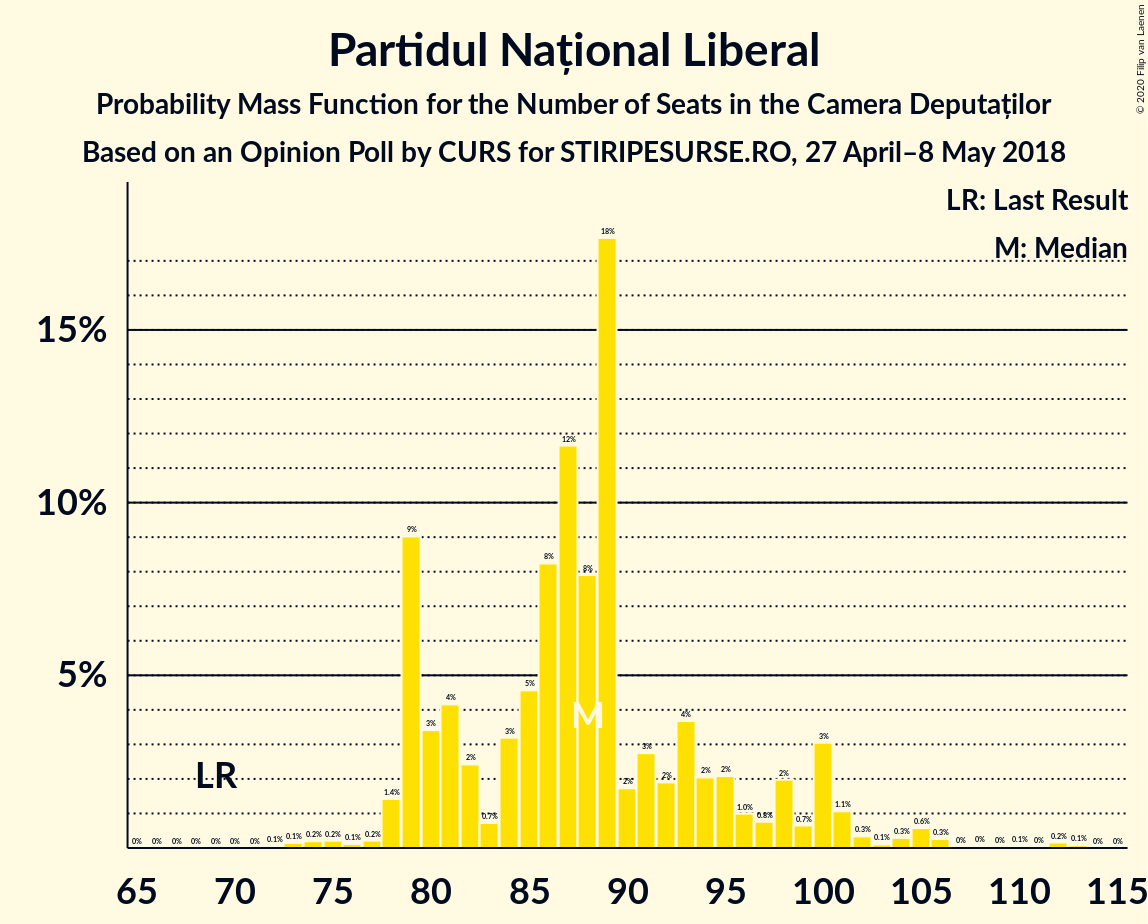 Partidul Național Liberal
Probability Mass Function for the Number of Seats in the Camera Deputaților
Based on an Opinion Poll by CURS for STIRIPESURSE.RO, 27 April–8 May 2018
© 2020 Filip van Laenen
LR: Last Result
M: Median
15%
10%
5%
0% 0% 0% 0% 0% 0% 0% 0.1% 0.1% 0.2% 0.2% 0.1% 0.2% 1.4% 9% 3% 4% 2% 0.7% 3% 5% 8% 12% 8% 18% 2% 3% 2% 4% 2% 2% 1.0% 0.8% 2% 0.7% 3% 1.1% 0.3% 0.1% 0.3% 0.6% 0.3% 0% 0% 0% 0.1% 0% 0.2% 0.1% 0% 0%
LR
M
65 70 75 80 85 90 95 100 105 110 115